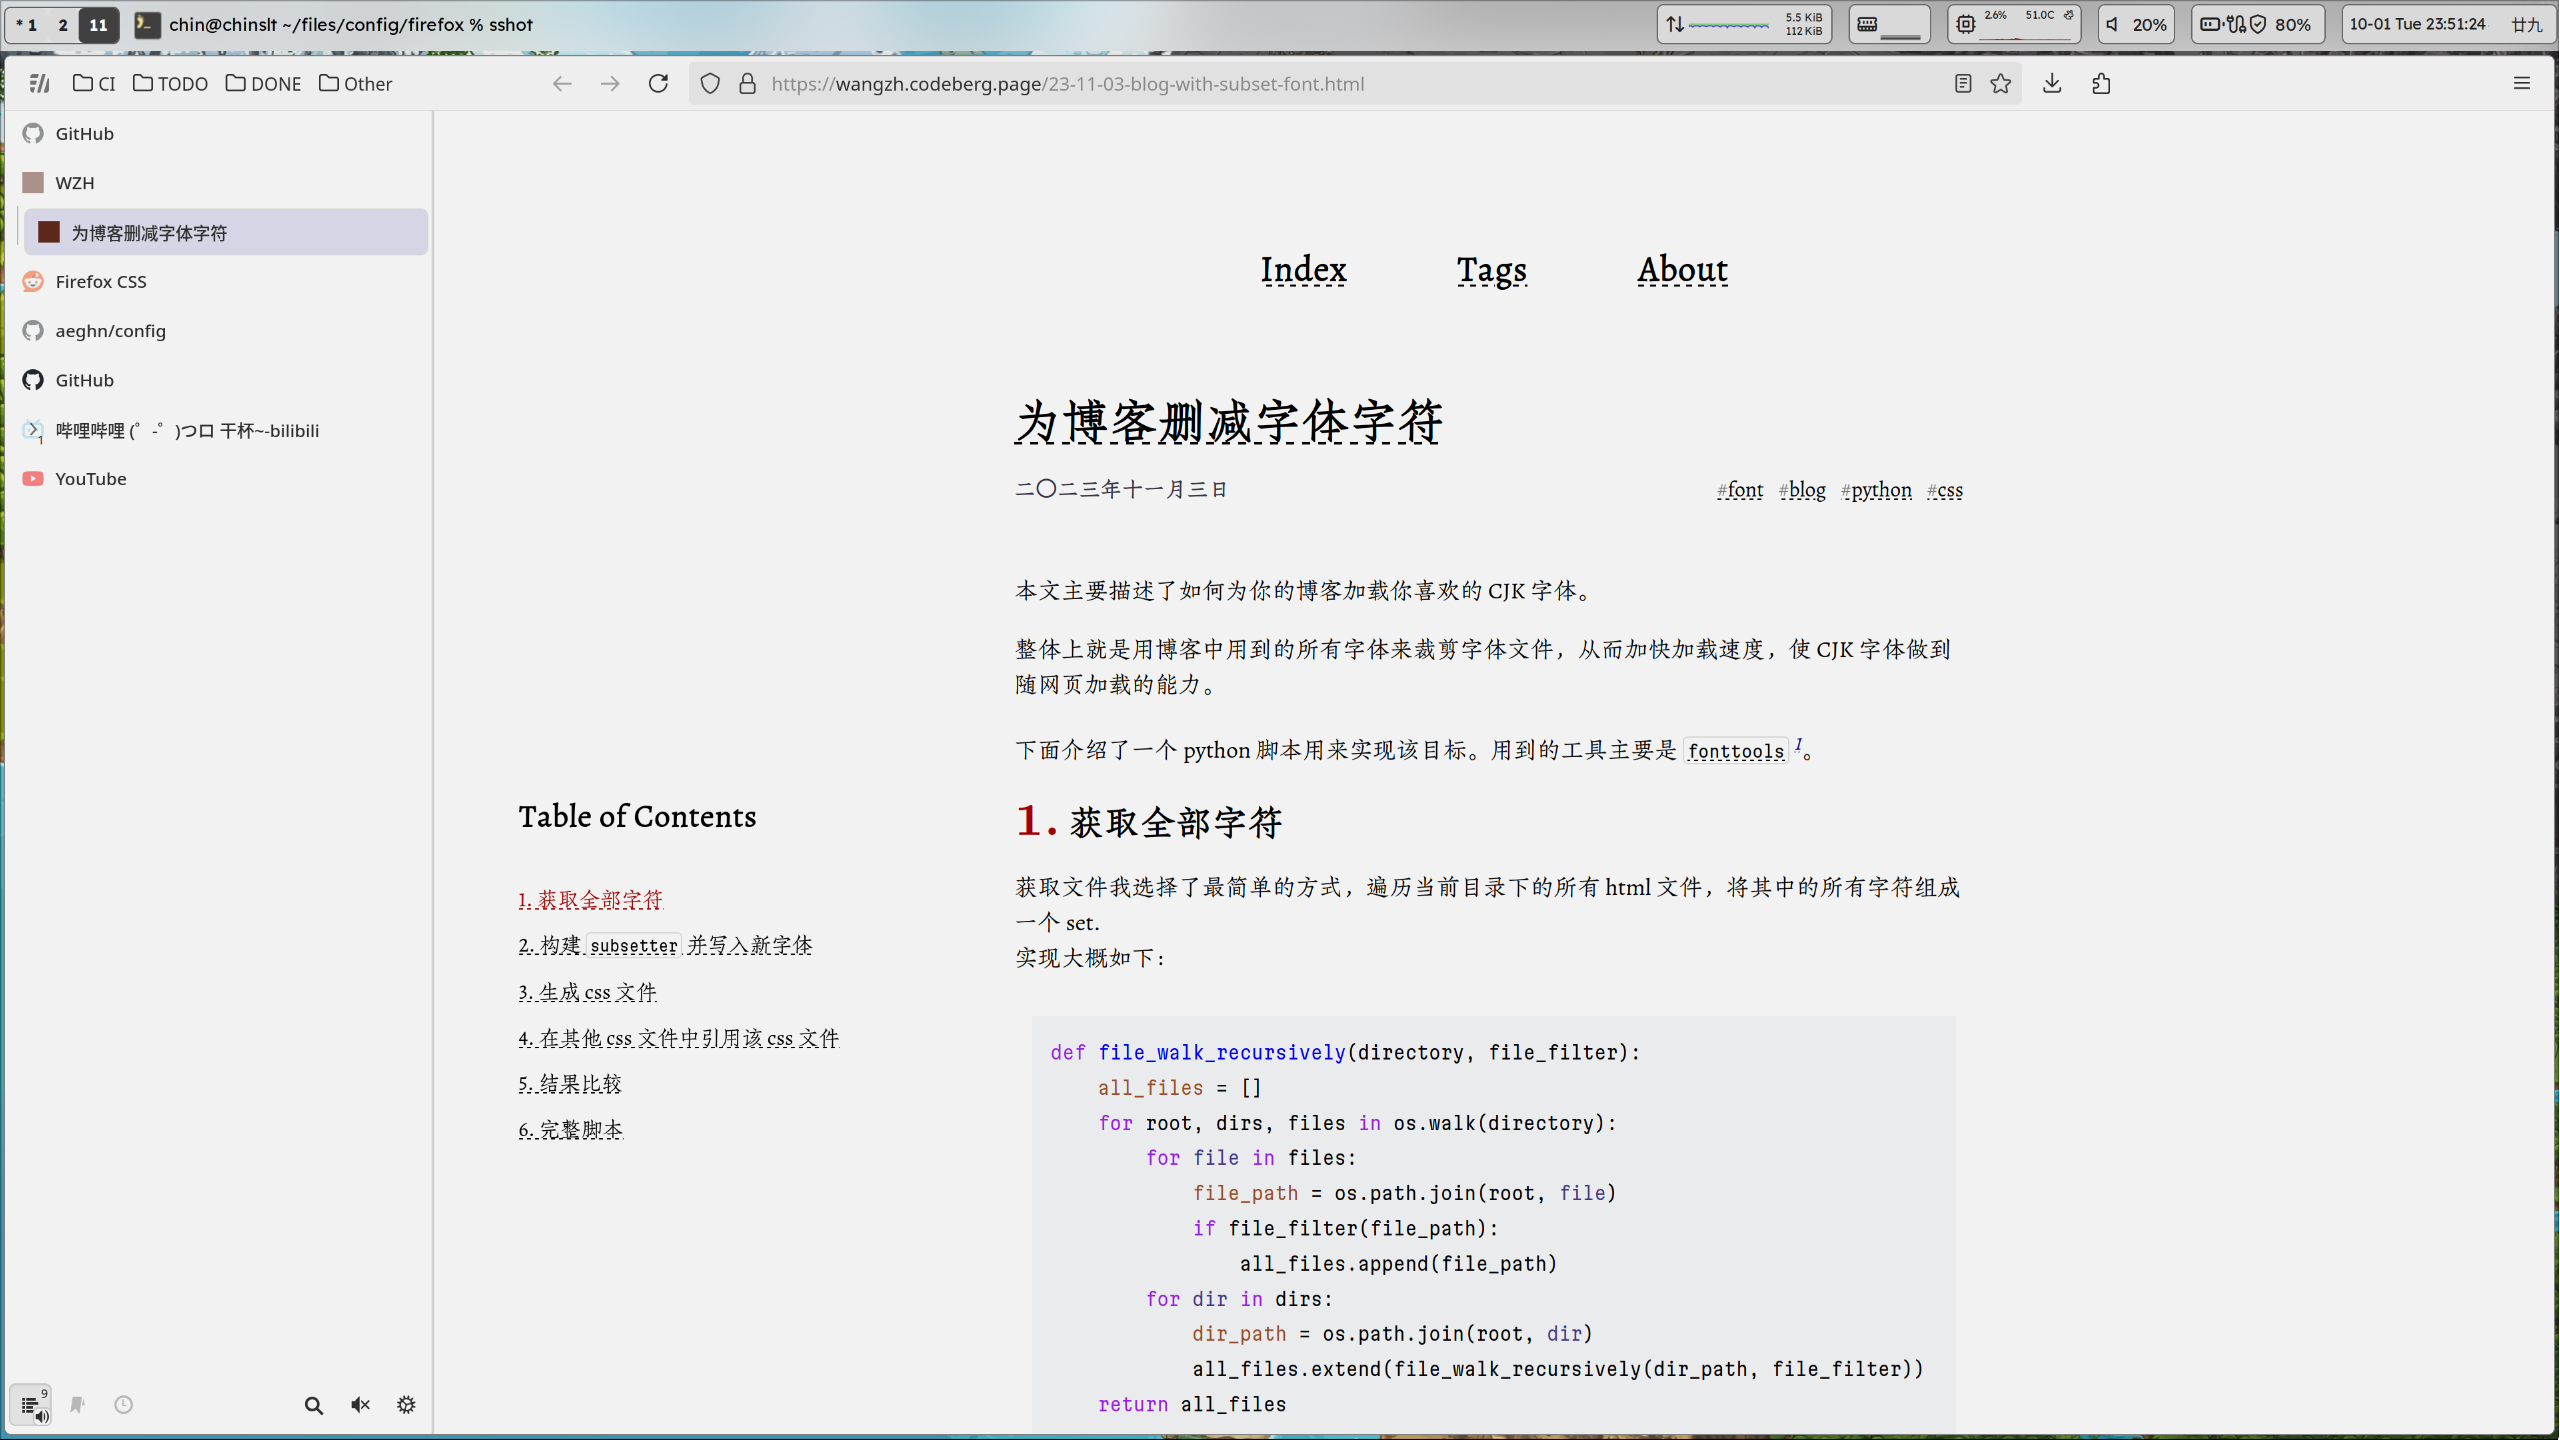 * 1 2 11 chin@chinslt ~/files/config/firefox % sshot
5.5 KiB
112 KiB
2.6% 51.0C
20%
80%
10-01 Tue 23:51:24 廿九
CI TODO DONE Other
https://wangzh.codeberg.page/23-11-03-blog-with-subset-font.html
GitHub
WZH
为博客删减字体字符
Firefox CSS
aeghn/config
GitHub
哔哩哔哩 (゜-゜)つロ 干杯~-bilibili
YouTube
9
Index Tags About
为博客删减字体字符
二〇二三年十一月三日
#font #blog #python #css
本文主要描述了如何为你的博客加载你喜欢的 CJK 字体。
整体上就是用博客中用到的所有字体来裁剪字体文件，从而加快加载速度，使 CJK 字体做到
随网页加载的能力。
下面介绍了一个 python 脚本用来实现该目标。用到的工具主要是 fonttools 1。
Table of Contents
1. 获取全部字符
2. 构建 subsetter 并写入新字体
3. 生成 css 文件
4. 在其他 css 文件中引用该 css 文件
5. 结果比较
6. 完整脚本
1. 获取全部字符
获取文件我选择了最简单的方式，遍历当前目录下的所有 html 文件，将其中的所有字符组成
一个 set.
实现大概如下：
def file_walk_recursively(directory, file_filter):
    all_files = []
    for root, dirs, files in os.walk(directory):
        for file in files:
            file_path = os.path.join(root, file)
            if file_filter(file_path):
                all_files.append(file_path)
        for dir in dirs:
            dir_path = os.path.join(root, dir)
            all_files.extend(file_walk_recursively(dir_path, file_filter))
    return all_files